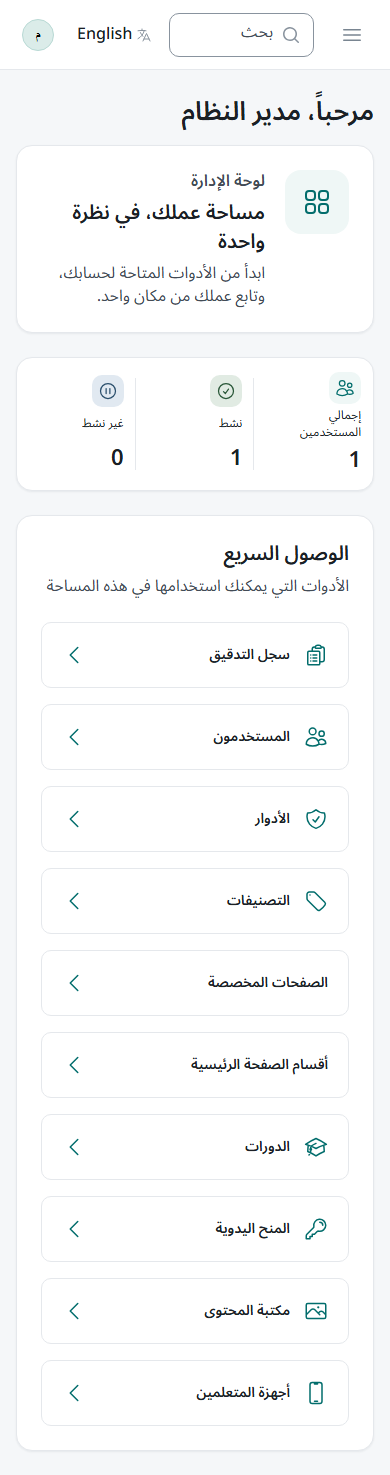 بحث
English
م
مرحباً، مدير النظام
لوحة الإدارة
مساحة عملك، في نظرة
واحدة
ابدأ من الأدوات المتاحة لحسابك،
وتابع عملك من مكان واحد.
إجمالي
المستخدمين
1
نشط
1
غير نشط
0
الوصول السريع
الأدوات التي يمكنك استخدامها في هذه المساحة
سجل التدقيق
المستخدمون
الأدوار
التصنيفات
الصفحات المخصصة
أقسام الصفحة الرئيسية
الدورات
المنح اليدوية
مكتبة المحتوى
أجهزة المتعلمين